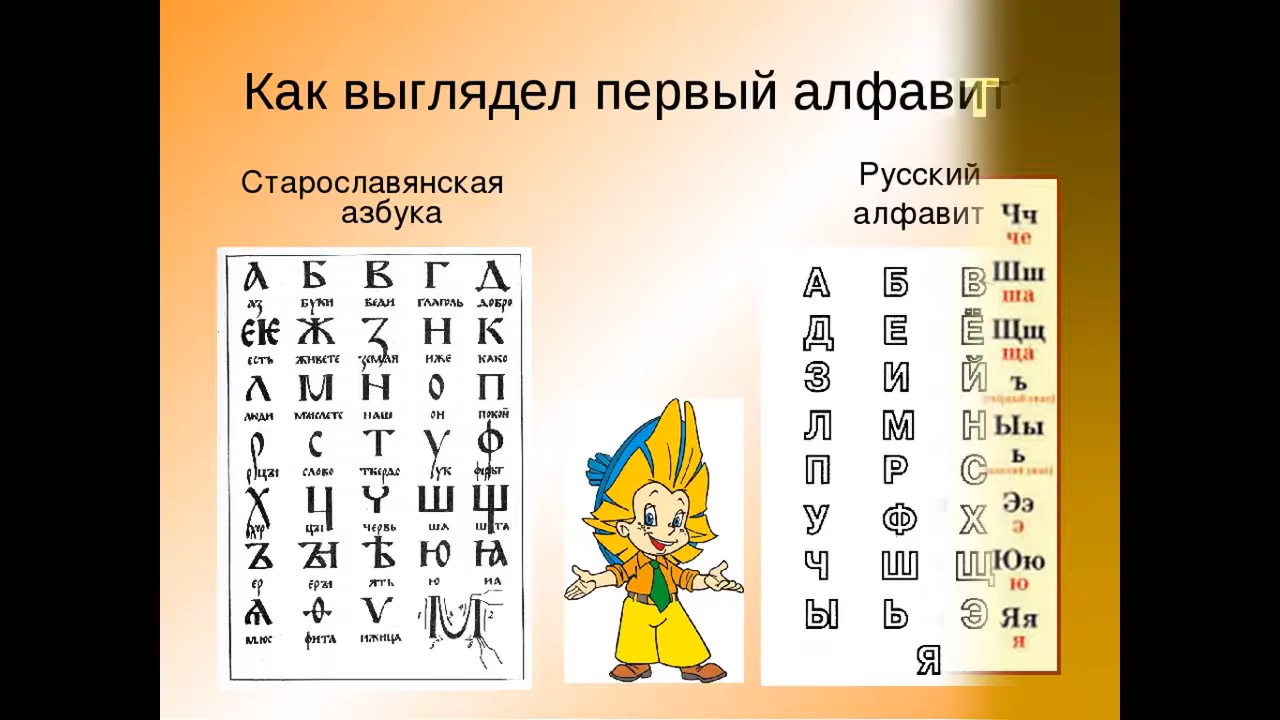 Как выглядел первый алфавит
Старославянская
азбука
Русский
алфавит
А Б В Г Д
аз буки веди глаголь добро
Ѥ Ж З Н К
есть живете земля иже како
Л М Н О П
люди мыслете наш он покой
Р С Т У Ф
рцы слово твердо ук ферт
Х Ц Ч Ш Щ
хер цы червь ша шта
Ъ Ы Ѣ Ю Ꙗ
ер еры ять ю иа
Ѧ Ѳ Ѵ
юс фита ижица
А Б В
Д Е Ё
З И Й
Л М Н
П Р С
У Ф Х
Ч Ш Щ
Ы Ь Э
Я
Чч
че
Шш
ша
Щщ
ща
ъ
Ыы
ь
Ээ
э
Юю
ю
Яя
я